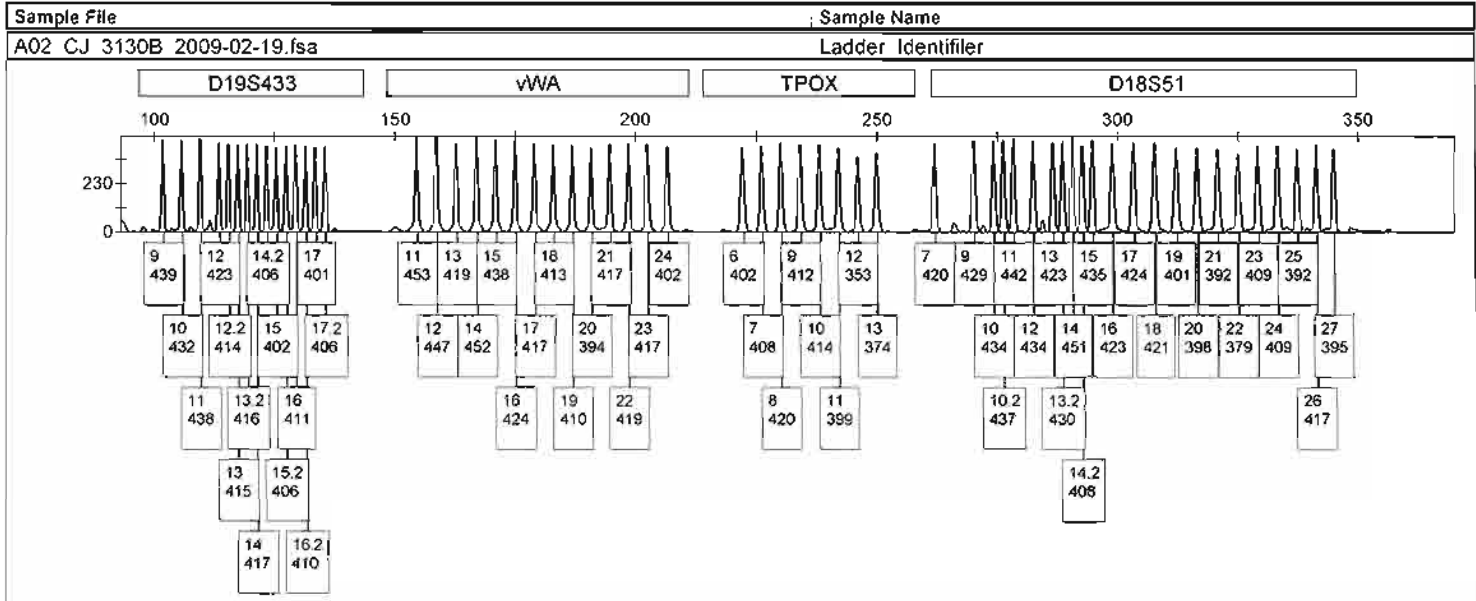 Sample File Sample Name
A02 CJ 3130B 2009-02-19.fsa Ladder Identifiler
D19S433 vWA TPOX D18S51
100 150 200 250 300 350
230
0
9 12 14.2 17 11 13 15 18 21 24 6 9 12 7 9 11 13 15 17 19 21 23 25
439 423 406 401 453 419 438 413 417 402 402 412 353 420 429 442 423 435 424 401 392 409 392
10 12.2 15 17.2 12 14 17 20 23 7 10 13 10 12 14 16 18 20 22 24 27
432 414 402 406 447 452 417 394 417 408 414 374 434 434 451 423 421 398 379 409 395
11 13.2 16 16 19 22 8 11 10.2 13.2 26
438 416 411 424 410 419 420 399 437 430 417
13 15.2 14.2
415 406 408
14 16.2
417 410